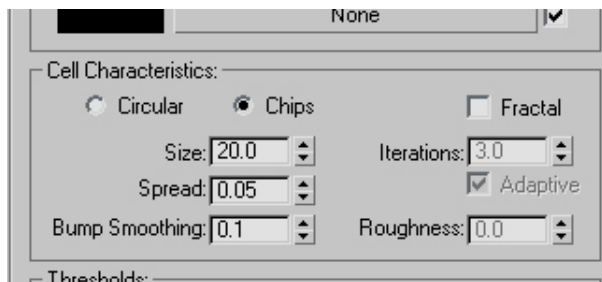 None
Cell Characteristics:
Circular Chips Fractal
Size: 20.0 Iterations: 3.0
Spread: 0.05 Adaptive
Bump Smoothing: 0.1 Roughness: 0.0
Thresholds: